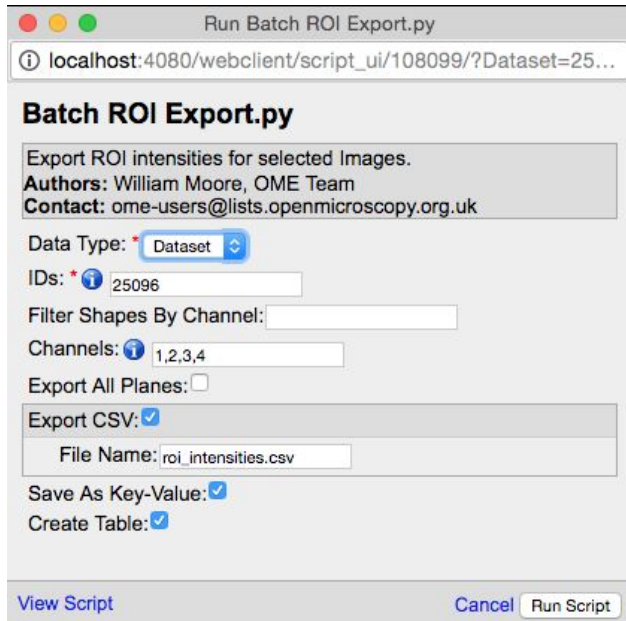 Run Batch ROI Export.py
localhost:4080/webclient/script_ui/108099/?Dataset=25...
Batch ROI Export.py
Export ROI intensities for selected Images.
Authors: William Moore, OME Team
Contact: ome-users@lists.openmicroscopy.org.uk
Data Type: * Dataset
IDs: * 25096
Filter Shapes By Channel:
Channels: 1,2,3,4
Export All Planes:
Export CSV:
File Name: roi_intensities.csv
Save As Key-Value:
Create Table:
View Script Cancel Run Script